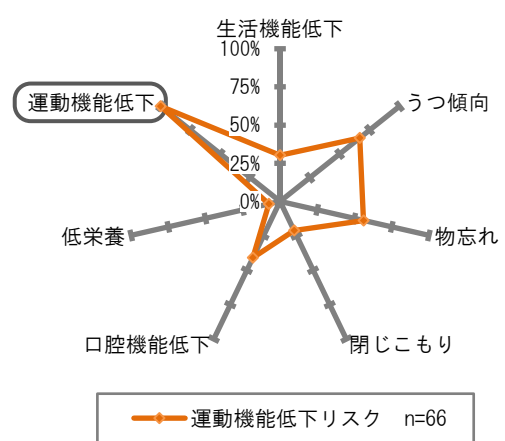 生活機能低下
100%
75%
50%
25%
0%
うつ傾向
物忘れ
閉じこもり
口腔機能低下
低栄養
運動機能低下
運動機能低下リスク n=66